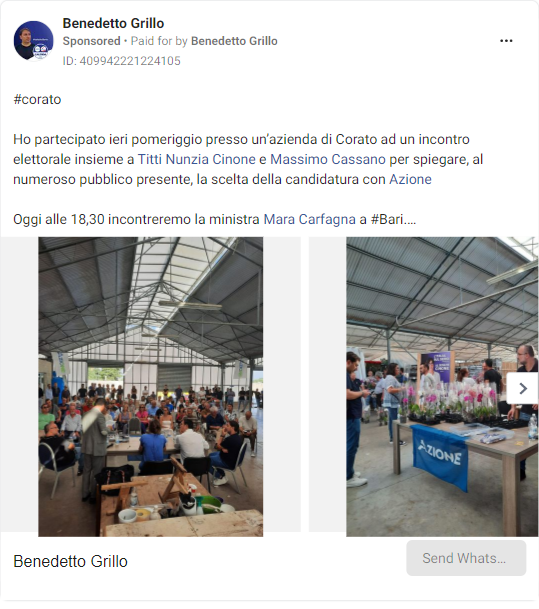 Benedetto Grillo
Sponsored • Paid for by Benedetto Grillo
ID: 409942221224105
#corato
Ho partecipato ieri pomeriggio presso un'azienda di Corato ad un incontro
elettorale insieme a Titti Nunzia Cinone e Massimo Cassano per spiegare, al
numeroso pubblico presente, la scelta della candidatura con Azione
Oggi alle 18,30 incontreremo la ministra Mara Carfagna a #Bari....
AZIONE
Benedetto Grillo
Send Whats...